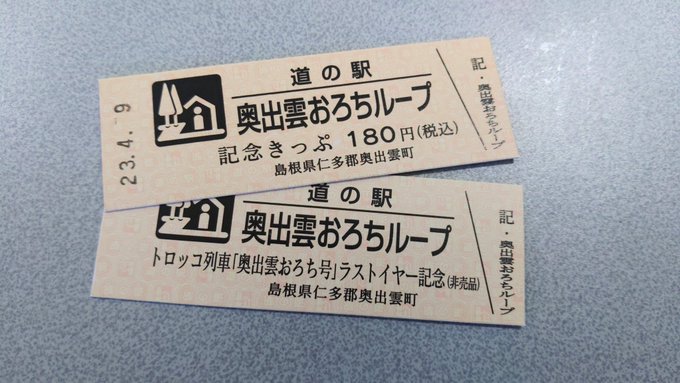 23.4.-9
道の駅
奥出雲おろちループ
記念きっぷ 180円(税込)
島根県仁多郡奥出雲町
記・奥出雲おろちループ
道の駅
奥出雲おろちループ
トロッコ列車「奥出雲おろち号」ラストイヤー記念(非売品)
島根県仁多郡奥出雲町
記・奥出雲おろちループ